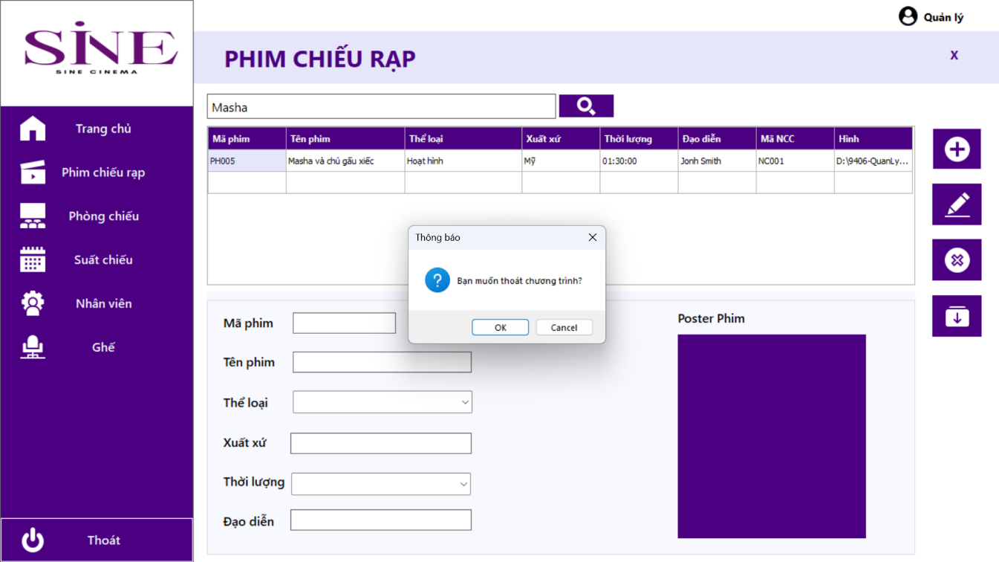 SINE
SINE CINEMA
Quản lý
PHIM CHIẾU RẠP
X
Trang chủ
Phim chiếu rạp
Phòng chiếu
Suất chiếu
Nhân viên
Ghế
Thoát
Masha
Mã phim Tên phim Thể loại Xuất xứ Thời lượng Đạo diễn Mã NCC Hình
PH005 Masha và chú gấu xiếc Hoạt hình Mỹ 01:30:00 Jonh Smith NC001 D:\9406-QuanLy...
Thông báo
Bạn muốn thoát chương trình?
OK Cancel
Mã phim
Tên phim
Thể loại
Xuất xứ
Thời lượng
Đạo diễn
Poster Phim